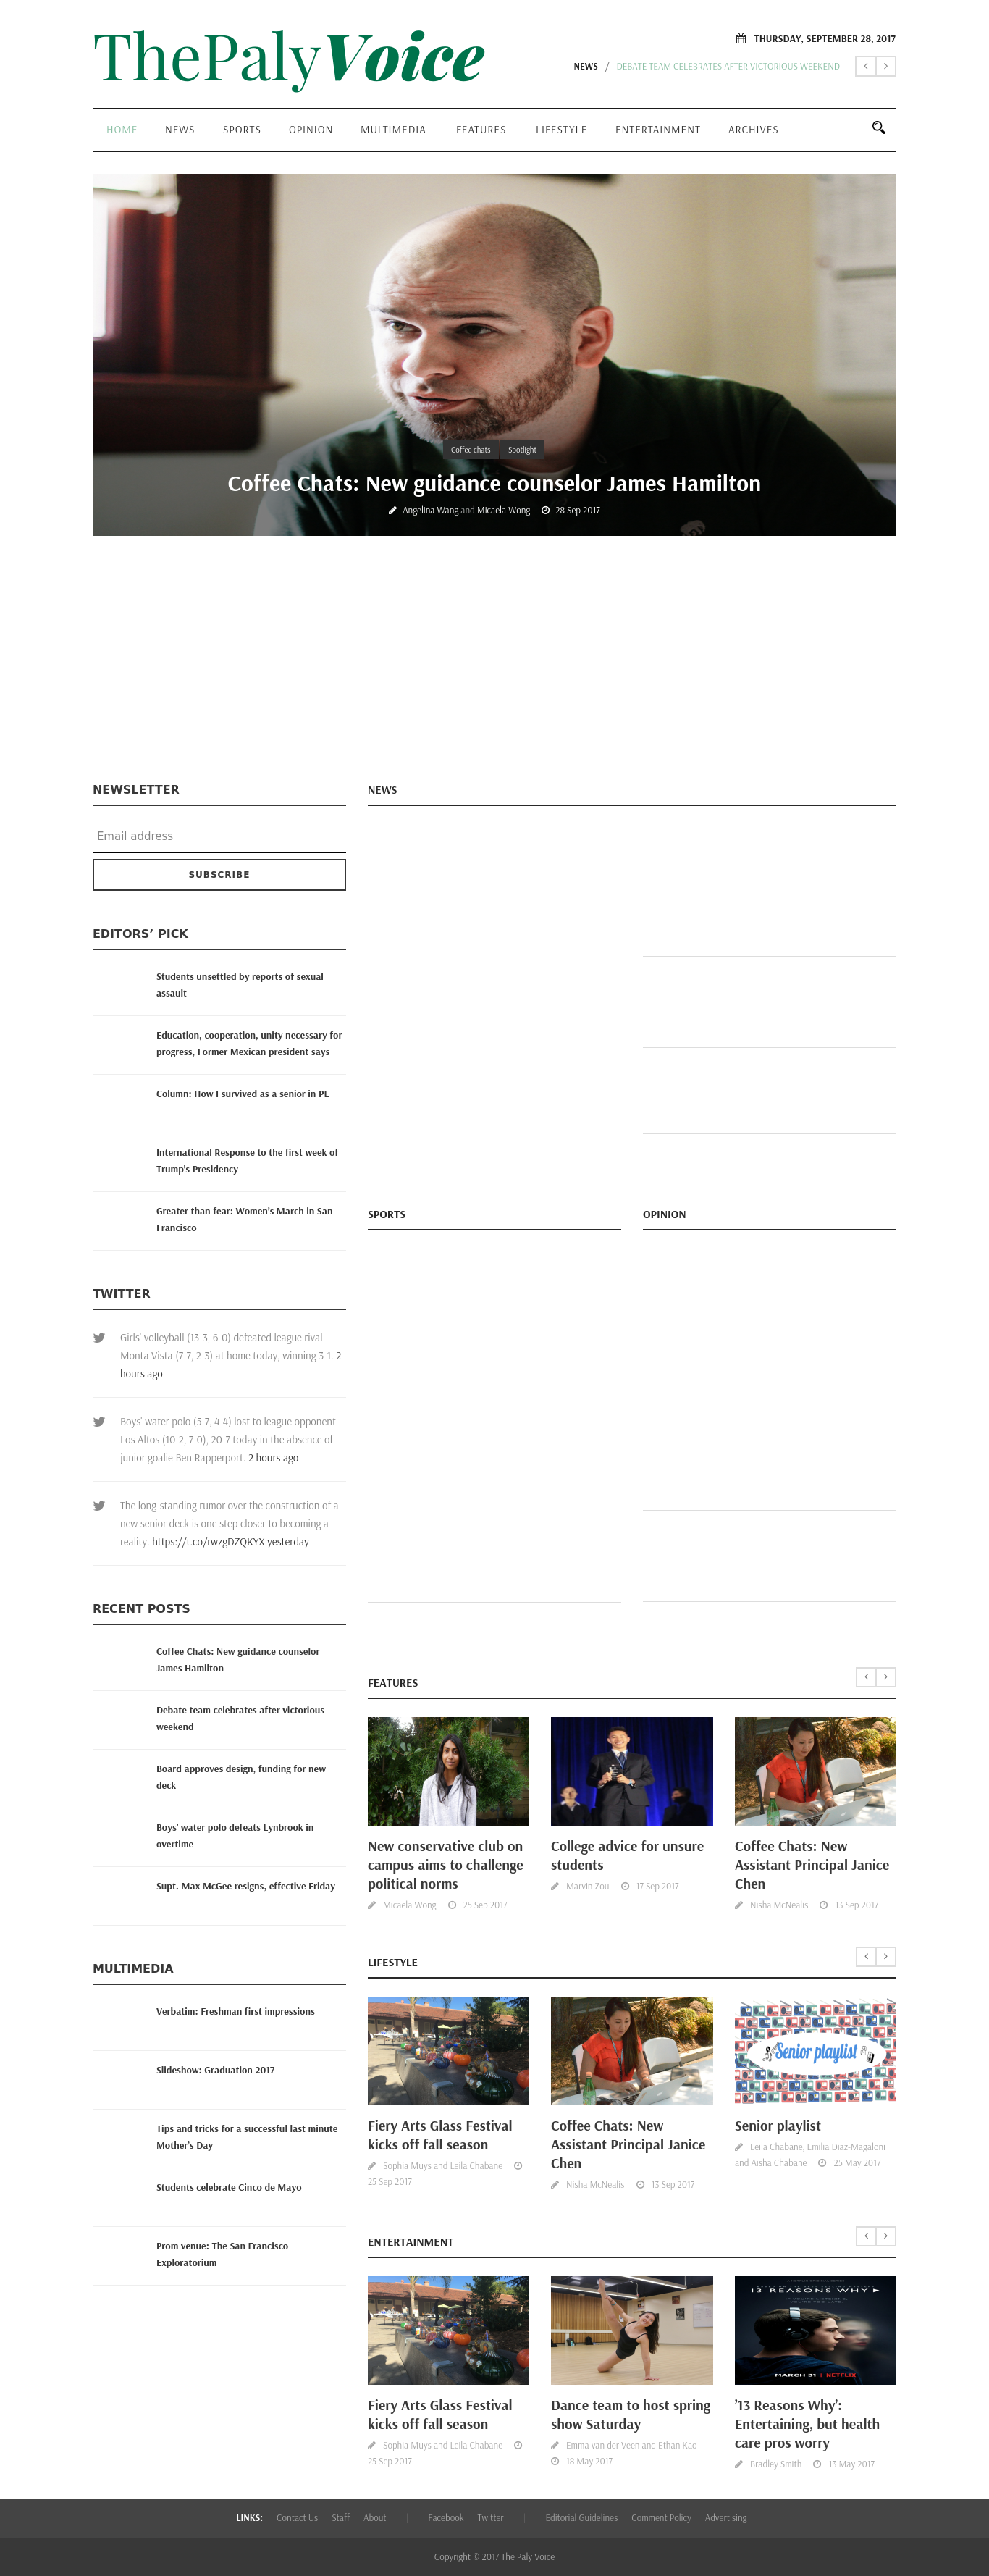 ThePalyVoice
THURSDAY, SEPTEMBER 28, 2017
NEWS / DEBATE TEAM CELEBRATES AFTER VICTORIOUS WEEKEND
HOME NEWS SPORTS OPINION MULTIMEDIA FEATURES LIFESTYLE ENTERTAINMENT ARCHIVES
Coffee chats Spotlight
Coffee Chats: New guidance counselor James Hamilton
Angelina Wang and Micaela Wong 28 Sep 2017
NEWSLETTER
Email address
SUBSCRIBE
EDITORS’ PICK
Students unsettled by reports of sexual
assault
Education, cooperation, unity necessary for
progress, Former Mexican president says
Column: How I survived as a senior in PE
International Response to the first week of
Trump's Presidency
Greater than fear: Women's March in San
Francisco
TWITTER
Girls' volleyball (13-3, 6-0) defeated league rival
Monta Vista (7-7, 2-3) at home today, winning 3-1. 2
hours ago
Boys' water polo (5-7, 4-4) lost to league opponent
Los Altos (10-2, 7-0), 20-7 today in the absence of
junior goalie Ben Rapperport. 2 hours ago
The long-standing rumor over the construction of a
new senior deck is one step closer to becoming a
reality. https://t.co/rwzgDZQKYX yesterday
RECENT POSTS
Coffee Chats: New guidance counselor
James Hamilton
Debate team celebrates after victorious
weekend
Board approves design, funding for new
deck
Boys' water polo defeats Lynbrook in
overtime
Supt. Max McGee resigns, effective Friday
MULTIMEDIA
Verbatim: Freshman first impressions
Slideshow: Graduation 2017
Tips and tricks for a successful last minute
Mother's Day
Students celebrate Cinco de Mayo
Prom venue: The San Francisco
Exploratorium
NEWS
SPORTS
OPINION
FEATURES
New conservative club on
campus aims to challenge
political norms
Micaela Wong 25 Sep 2017
College advice for unsure
students
Marvin Zou 17 Sep 2017
Coffee Chats: New
Assistant Principal Janice
Chen
Nisha McNealis 13 Sep 2017
LIFESTYLE
Fiery Arts Glass Festival
kicks off fall season
Sophia Muys and Leila Chabane
25 Sep 2017
Coffee Chats: New
Assistant Principal Janice
Chen
Nisha McNealis 13 Sep 2017
Senior playlist
Senior playlist
Leila Chabane, Emilia Diaz-Magaloni
and Aisha Chabane 25 May 2017
ENTERTAINMENT
Fiery Arts Glass Festival
kicks off fall season
Sophia Muys and Leila Chabane
25 Sep 2017
Dance team to host spring
show Saturday
Emma van der Veen and Ethan Kao
18 May 2017
13 REASONS WHY
MARCH 31 | NETFLIX
’13 Reasons Why’:
Entertaining, but health
care pros worry
Bradley Smith 13 May 2017
LINKS: Contact Us Staff About | Facebook Twitter | Editorial Guidelines Comment Policy Advertising
Copyright © 2017 The Paly Voice